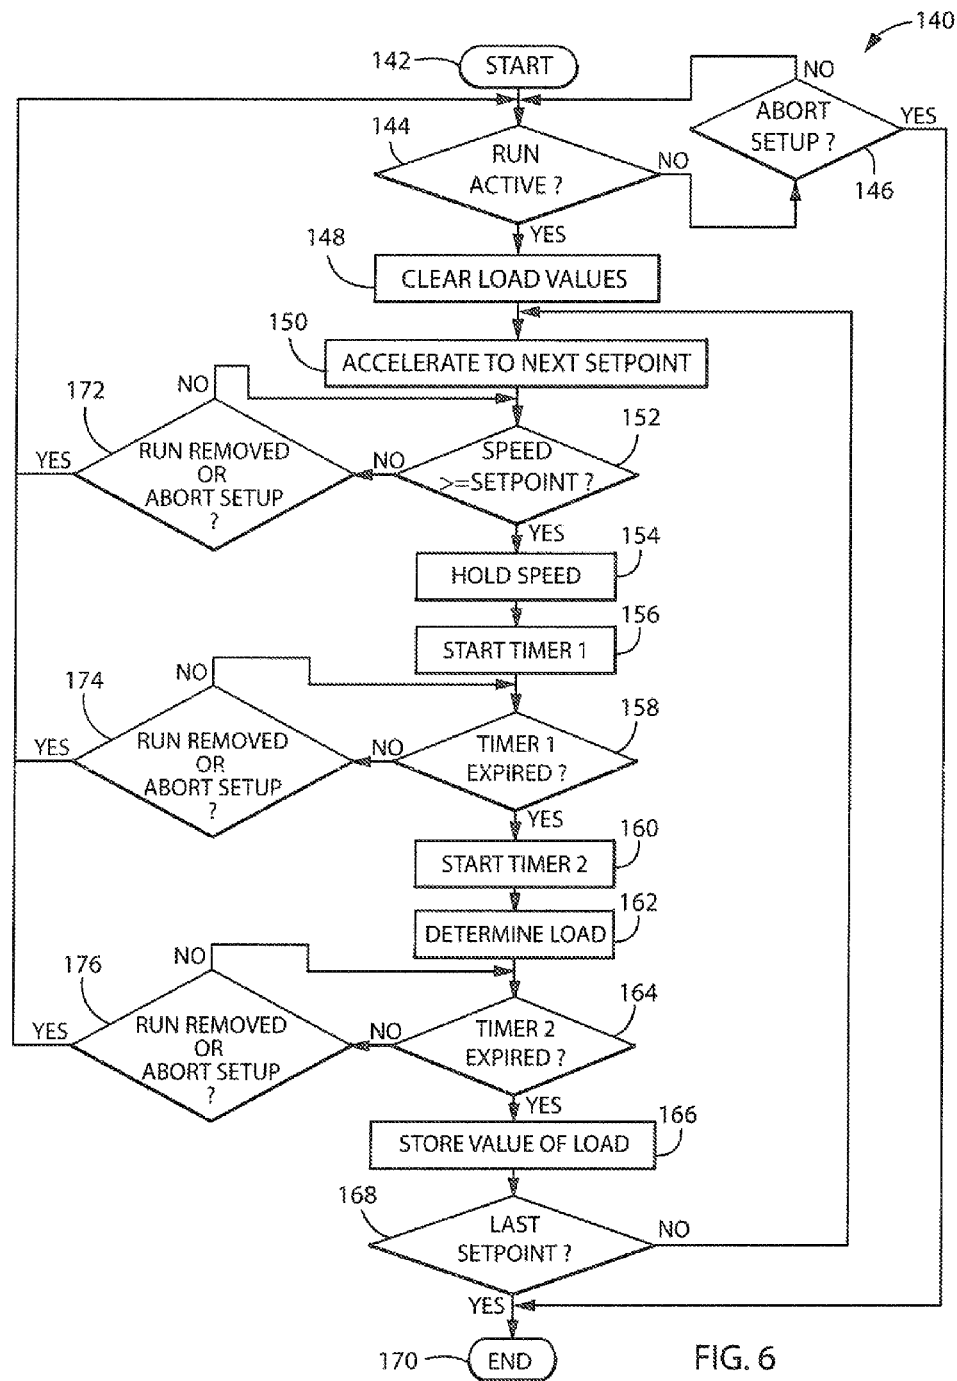 140
142
START
NO
ABORT
SETUP ?
YES
146
144
RUN
ACTIVE ?
NO
YES
148
CLEAR LOAD VALUES
150
ACCELERATE TO NEXT SETPOINT
172
NO
YES
RUN REMOVED
OR
ABORT SETUP
?
NO
SPEED
>=SETPOINT ?
152
YES
154
HOLD SPEED
156
START TIMER 1
174
NO
YES
RUN REMOVED
OR
ABORT SETUP
?
NO
TIMER 1
EXPIRED ?
158
YES
160
START TIMER 2
162
DETERMINE LOAD
176
NO
YES
RUN REMOVED
OR
ABORT SETUP
?
NO
TIMER 2
EXPIRED ?
164
YES
166
STORE VALUE OF LOAD
168
LAST
SETPOINT ?
NO
YES
170
END
FIG. 6